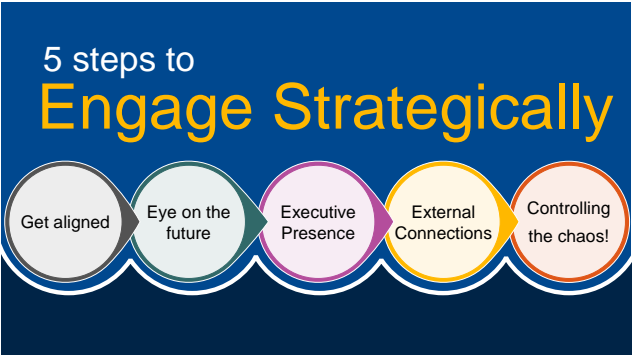 5 steps to
Engage Strategically
Get aligned
Eye on the
future
Executive
Presence
External
Connections
Controlling
the chaos!